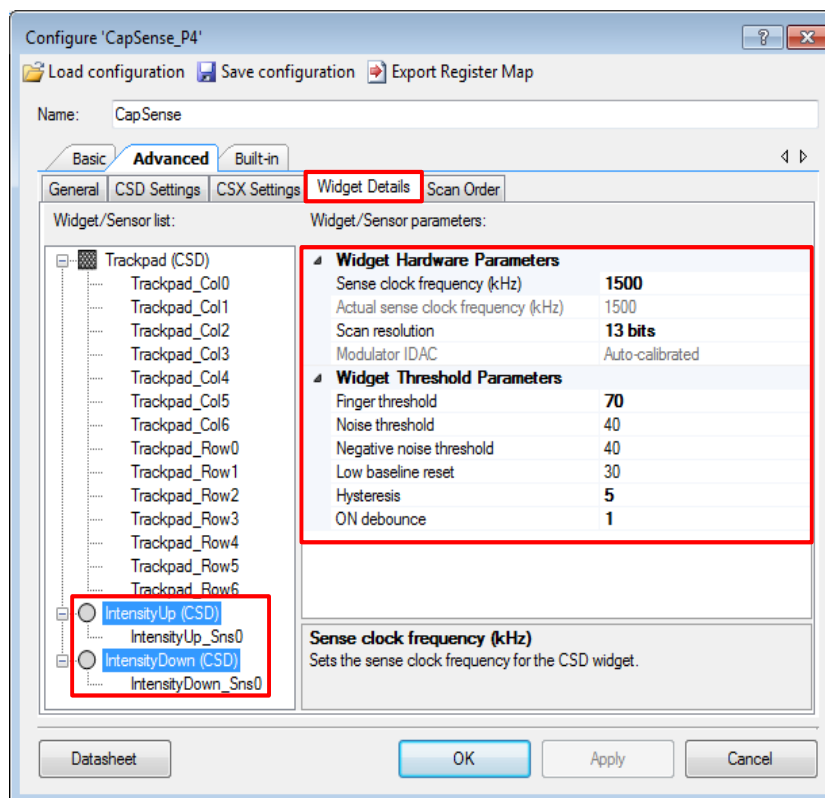 Configure 'CapSense_P4'
Load configuration Save configuration Export Register Map
Name: CapSense
Basic Advanced Built-in
General CSD Settings CSX Settings Widget Details Scan Order
Widget/Sensor list: Widget/Sensor parameters:
Trackpad (CSD)
Trackpad_Col0
Trackpad_Col1
Trackpad_Col2
Trackpad_Col3
Trackpad_Col4
Trackpad_Col5
Trackpad_Col6
Trackpad_Row0
Trackpad_Row1
Trackpad_Row2
Trackpad_Row3
Trackpad_Row4
Trackpad_Row5
Trackpad_Row6
IntensityUp (CSD)
IntensityUp_Sns0
IntensityDown (CSD)
IntensityDown_Sns0
Widget Hardware Parameters
Sense clock frequency (kHz) 1500
Actual sense clock frequency (kHz) 1500
Scan resolution 13 bits
Modulator IDAC Auto-calibrated
Widget Threshold Parameters
Finger threshold 70
Noise threshold 40
Negative noise threshold 40
Low baseline reset 30
Hysteresis 5
ON debounce 1
Sense clock frequency (kHz)
Sets the sense clock frequency for the CSD widget.
Datasheet OK Apply Cancel